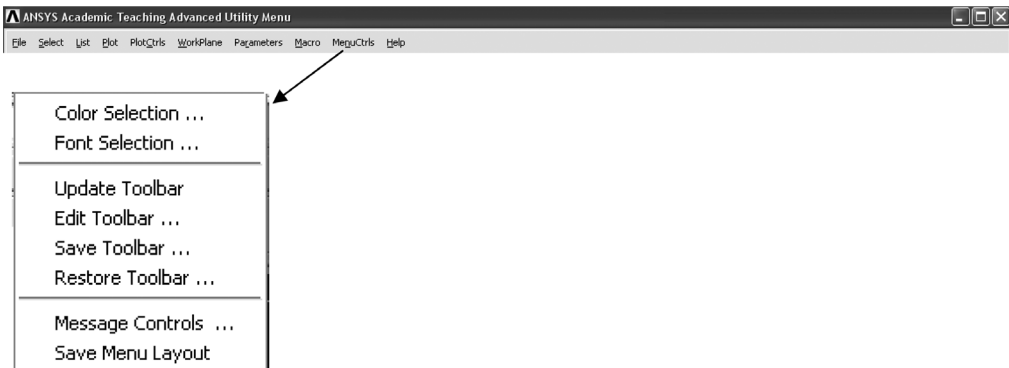 ANSYS Academic Teaching Advanced Utility Menu
File Select List Plot PlotCtrls WorkPlane Parameters Macro MenuCtrls Help
Color Selection ...
Font Selection ...
Update Toolbar
Edit Toolbar ...
Save Toolbar ...
Restore Toolbar ...
Message Controls ...
Save Menu Layout